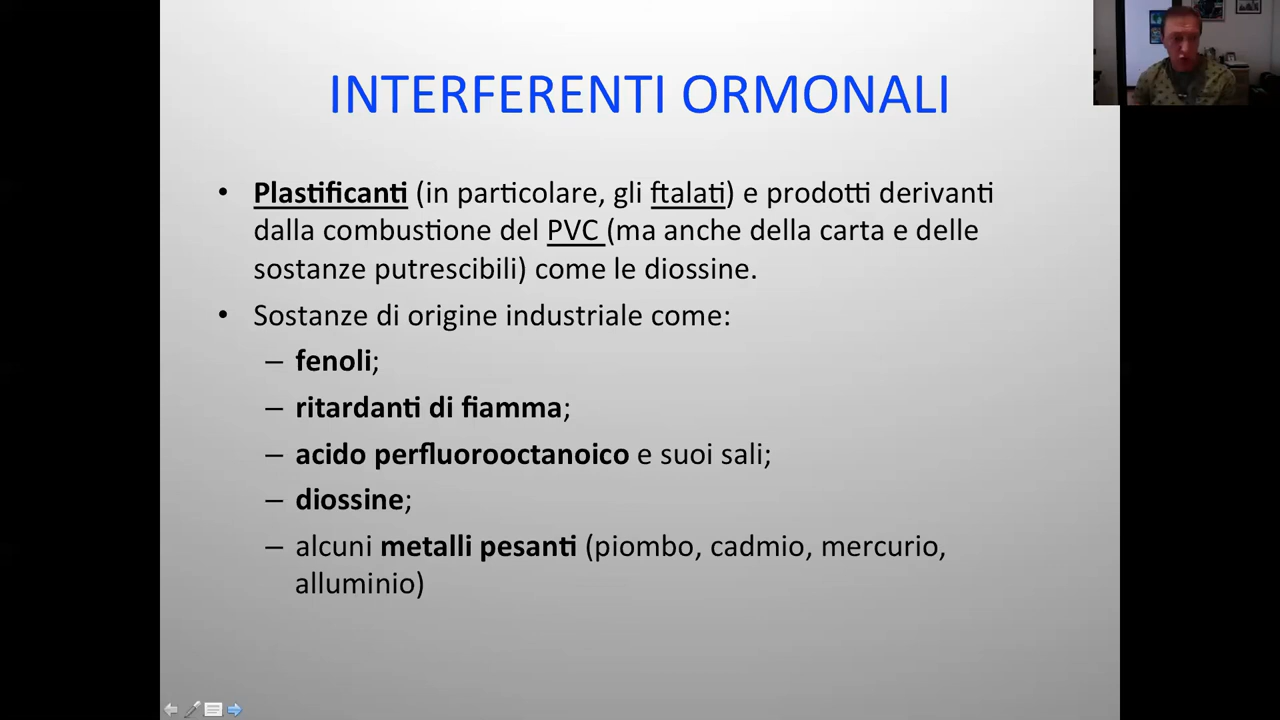 INTERFERENTI ORMONALI
• Plastificanti (in particolare, gli ftalati) e prodotti derivanti
dalla combustione del PVC (ma anche della carta e delle
sostanze putrescibili) come le diossine.
• Sostanze di origine industriale come:
– fenoli;
– ritardanti di fiamma;
– acido perfluorooctanoico e suoi sali;
– diossine;
– alcuni metalli pesanti (piombo, cadmio, mercurio,
alluminio)